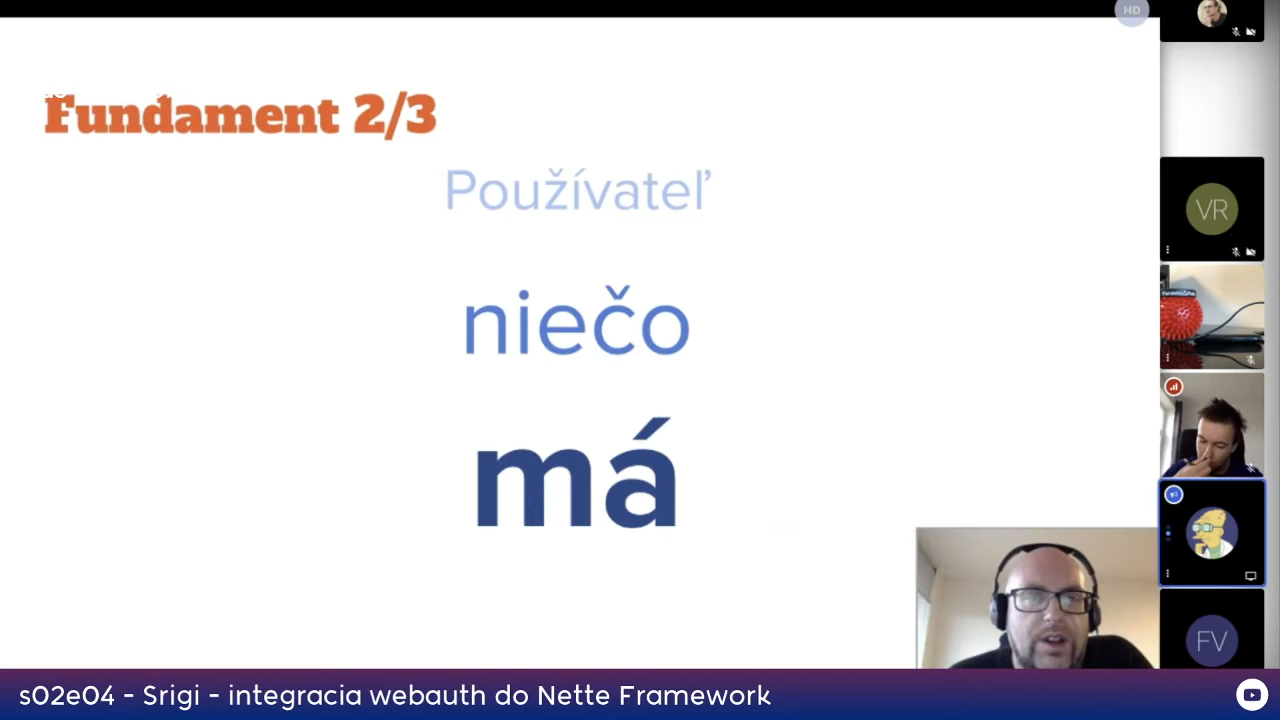 HD
Fundament 2/3
Používateľ
niečo
má
VR
FV
s02e04 - Srigi - integracia webauth do Nette Framework